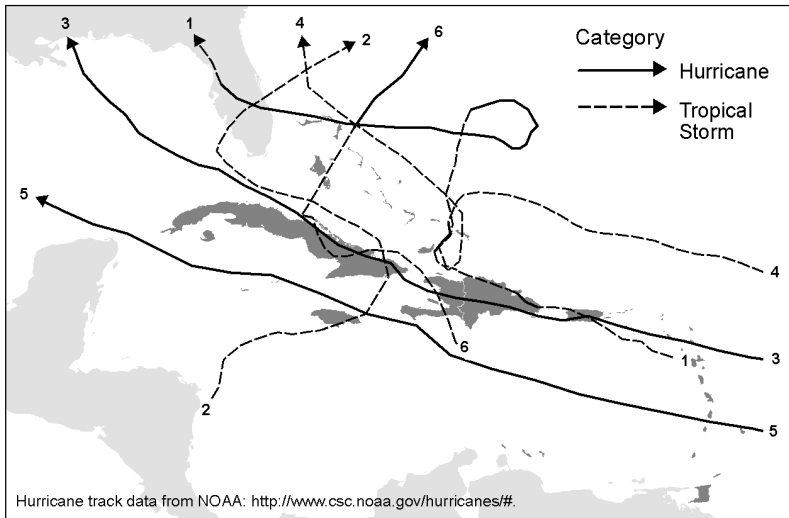 3
1
4
2
6
Category
Hurricane
Tropical
Storm
5
4
6
1
3
2
5
Hurricane track data from NOAA: http://www.csc.noaa.gov/hurricanes/#.